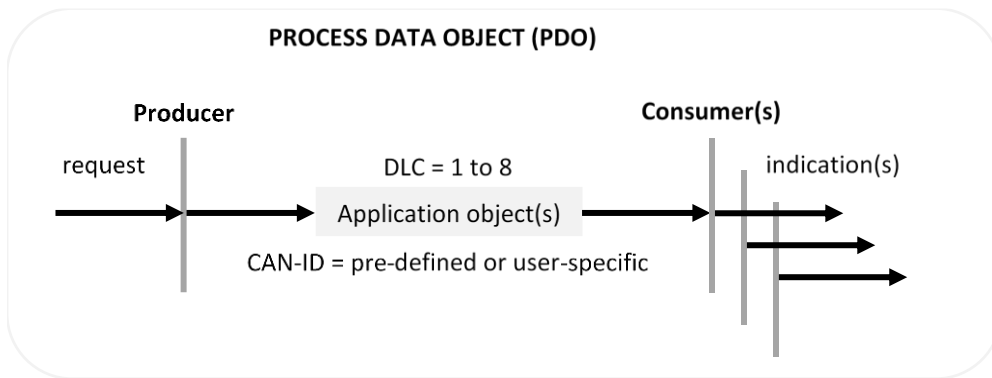 PROCESS DATA OBJECT (PDO)
Producer
Consumer(s)
request
DLC = 1 to 8
indication(s)
Application object(s)
CAN-ID = pre-defined or user-specific